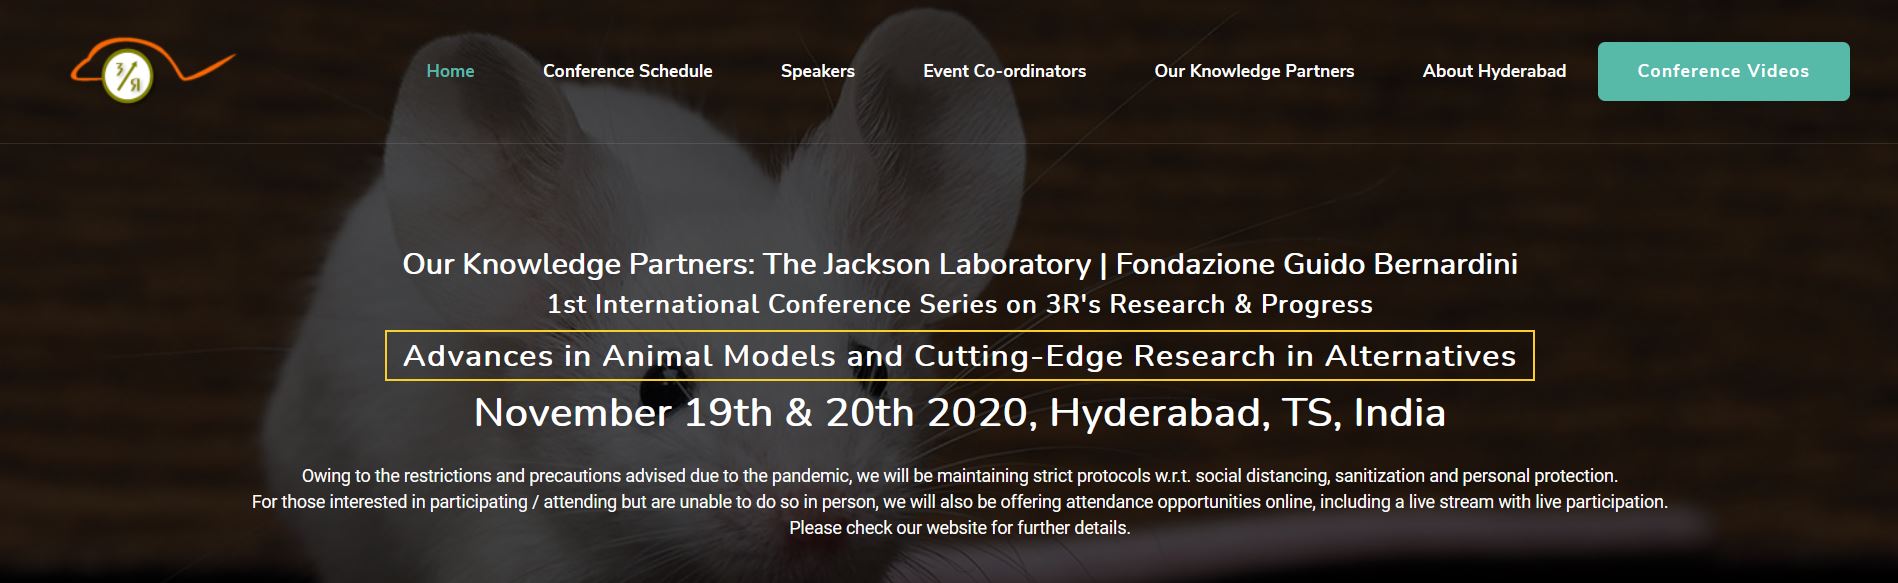 3/R
Home
Conference Schedule
Speakers
Event Co-ordinators
Our Knowledge Partners
About Hyderabad
Conference Videos
Our Knowledge Partners: The Jackson Laboratory | Fondazione Guido Bernardini
1st International Conference Series on 3R's Research & Progress
Advances in Animal Models and Cutting-Edge Research in Alternatives
November 19th & 20th 2020, Hyderabad, TS, India
Owing to the restrictions and precautions advised due to the pandemic, we will be maintaining strict protocols w.r.t. social distancing, sanitization and personal protection.
For those interested in participating / attending but are unable to do so in person, we will also be offering attendance opportunities online, including a live stream with live participation.
Please check our website for further details.